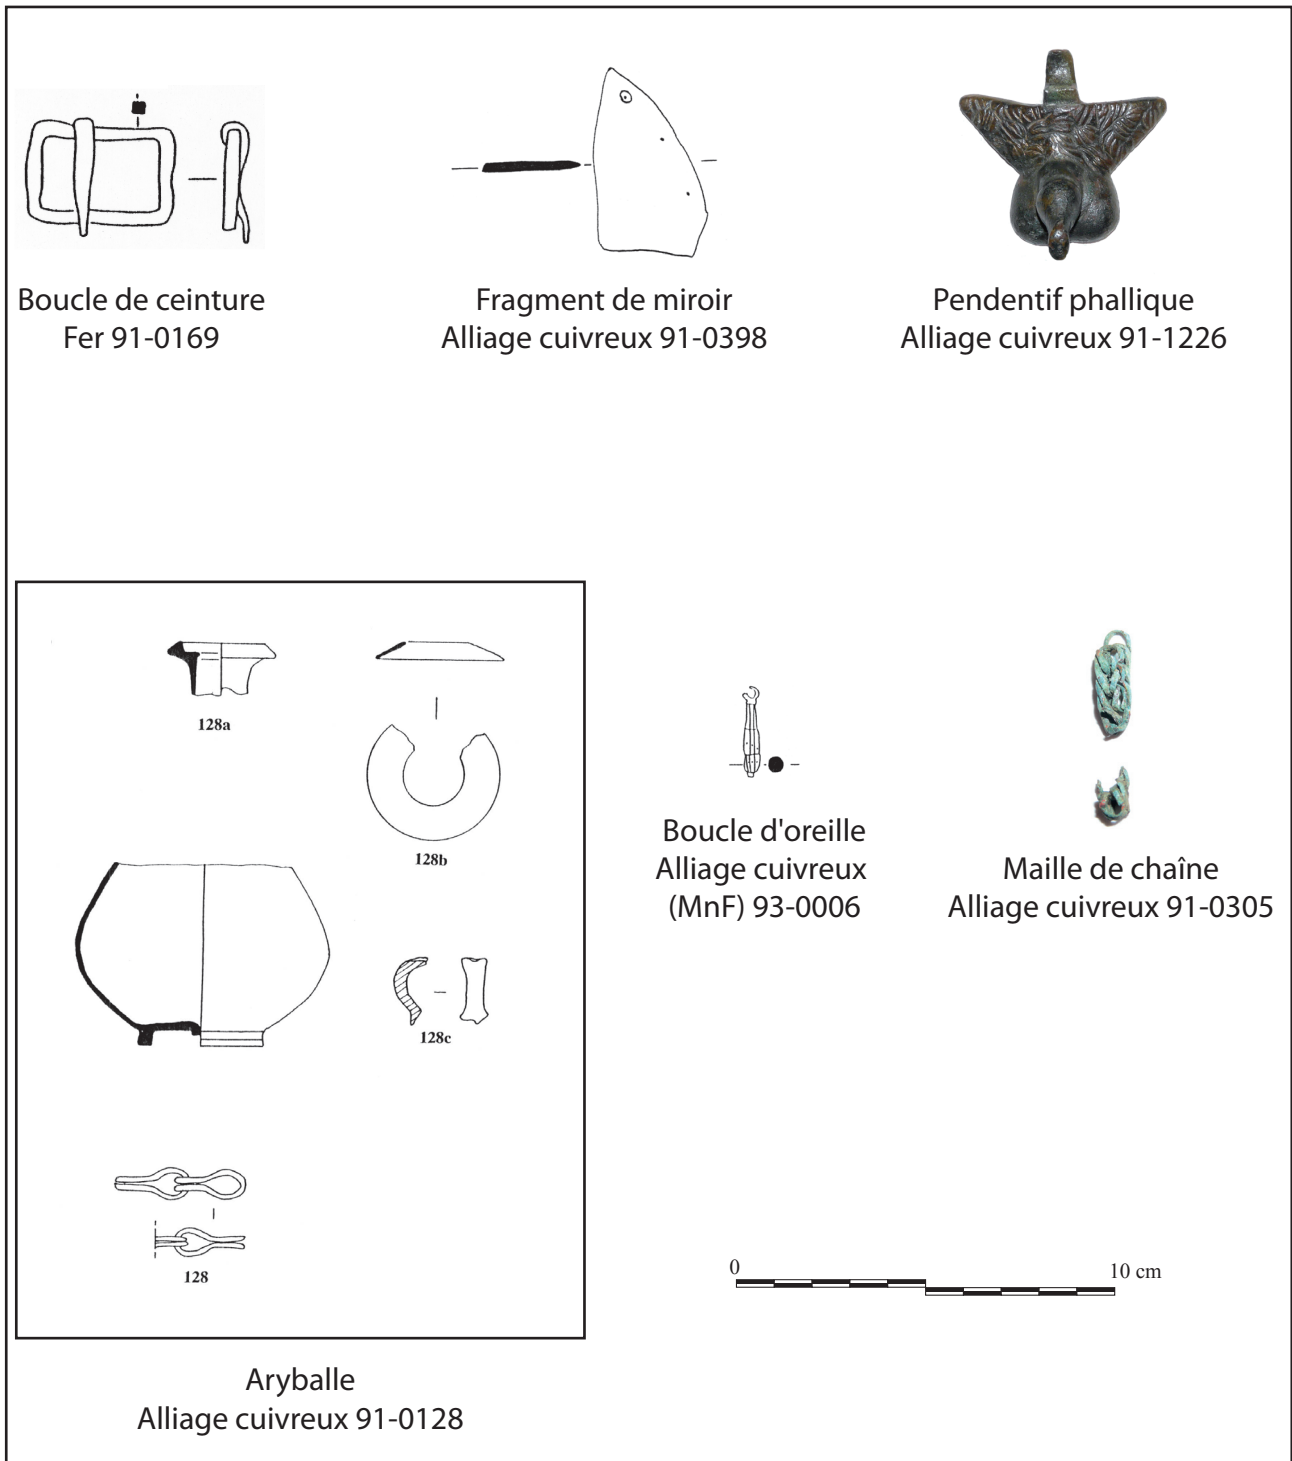 Boucle de ceinture
Fer 91-0169
Fragment de miroir
Alliage cuivreux 91-0398
Pendentif phallique
Alliage cuivreux 91-1226
128a
128b
128c
128
Aryballe
Alliage cuivreux 91-0128
Boucle d'oreille
Alliage cuivreux
(MnF) 93-0006
Maille de chaîne
Alliage cuivreux 91-0305
0
10 cm